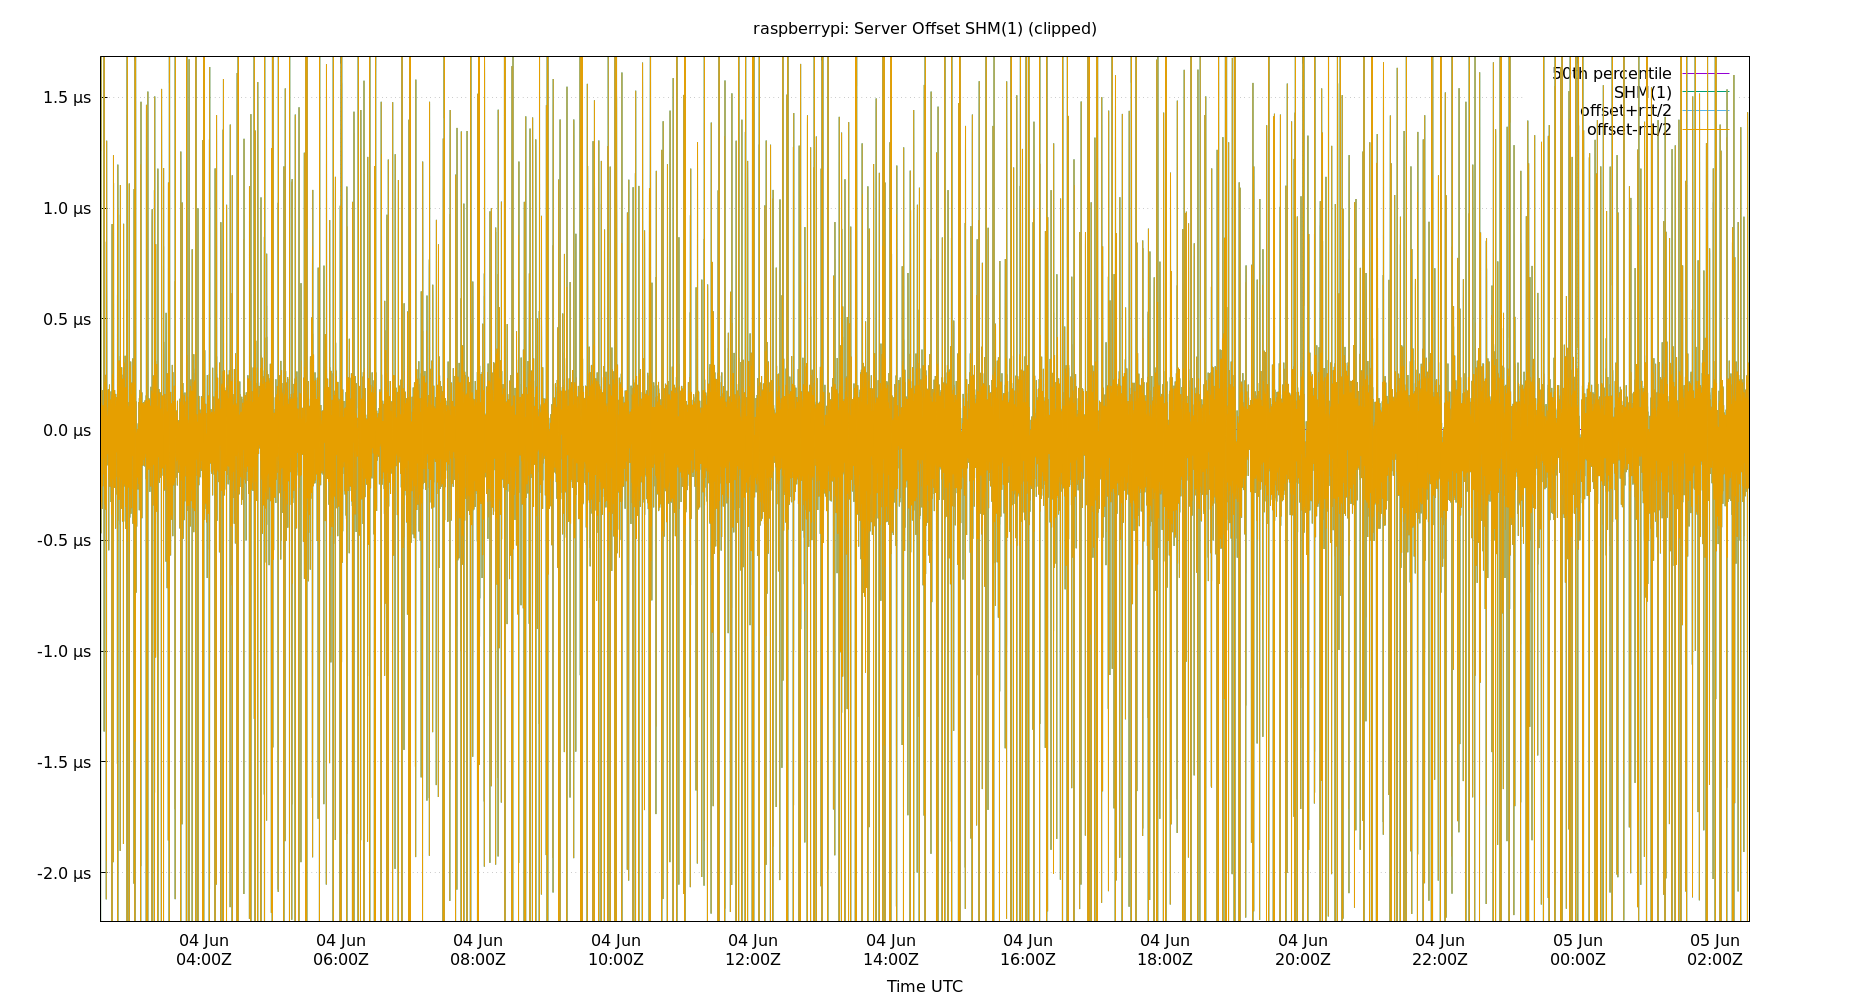 raspberrypi: Server Offset SHM(1) (clipped)
50th percentile
SHM(1)
offset+rtt/2
offset-rtt/2
1.5 µs
1.0 µs
0.5 µs
0.0 µs
-0.5 µs
-1.0 µs
-1.5 µs
-2.0 µs
04 Jun 04 Jun 04 Jun 04 Jun 04 Jun 04 Jun 04 Jun 04 Jun 04 Jun 04 Jun 05 Jun 05 Jun
04:00Z 06:00Z 08:00Z 10:00Z 12:00Z 14:00Z 16:00Z 18:00Z 20:00Z 22:00Z 00:00Z 02:00Z
Time UTC